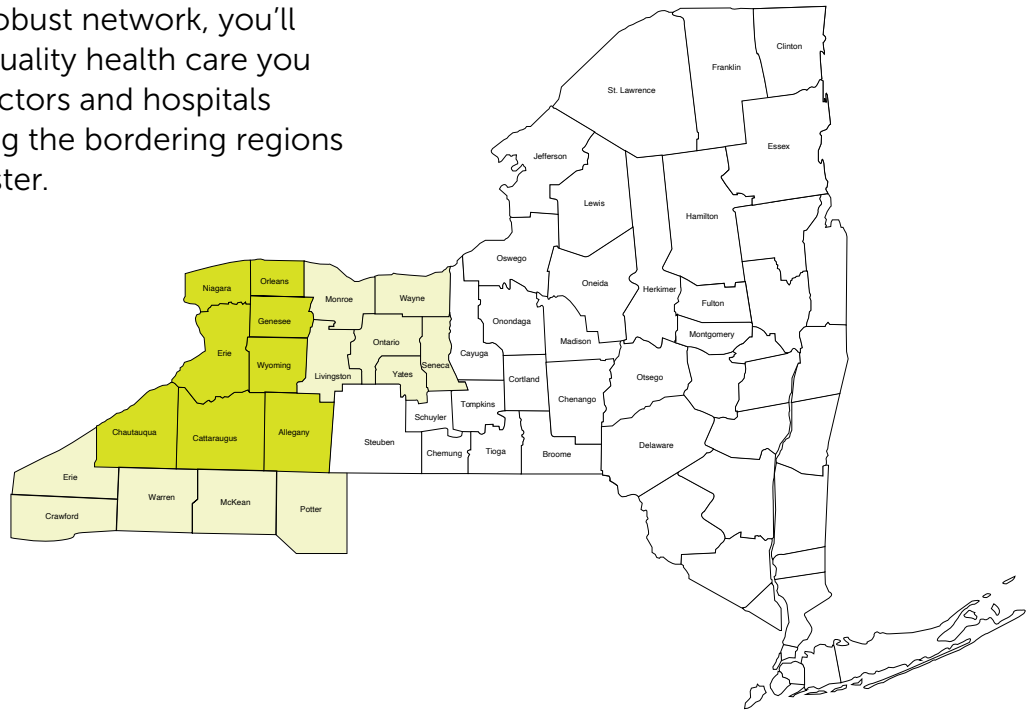 obust network, you'll
uality health care you
ctors and hospitals
g the bordering regions
ster.
Clinton
Franklin
St. Lawrence
Essex
Jefferson
Lewis
Hamilton
Oswego
Oneida
Herkimer
Fulton
Montgomery
Niagara
Orleans
Monroe
Wayne
Genesee
Onondaga
Madison
Ontario
Erie
Wyoming
Cayuga
Seneca
Livingston
Yates
Cortland
Otsego
Chenango
Tompkins
Schuyler
Chautauqua
Cattaraugus
Allegany
Steuben
Chemung
Tioga
Broome
Delaware
Erie
Warren
McKean
Potter
Crawford